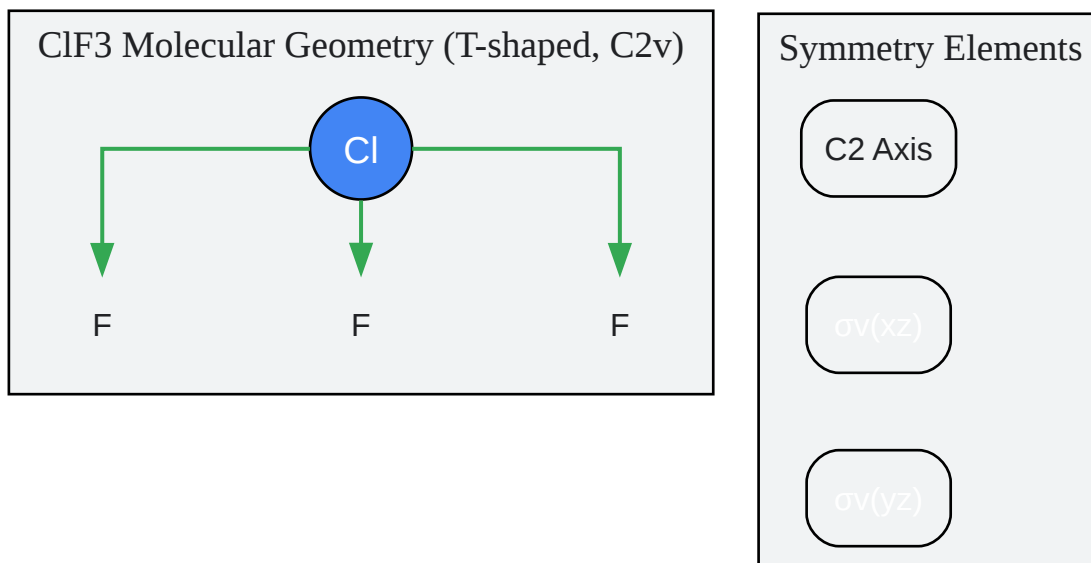 ClF3 Molecular Geometry (T-shaped, C2v)
Cl
F
F
F
Symmetry Elements
C2 Axis
σv(xz)
σv(yz)